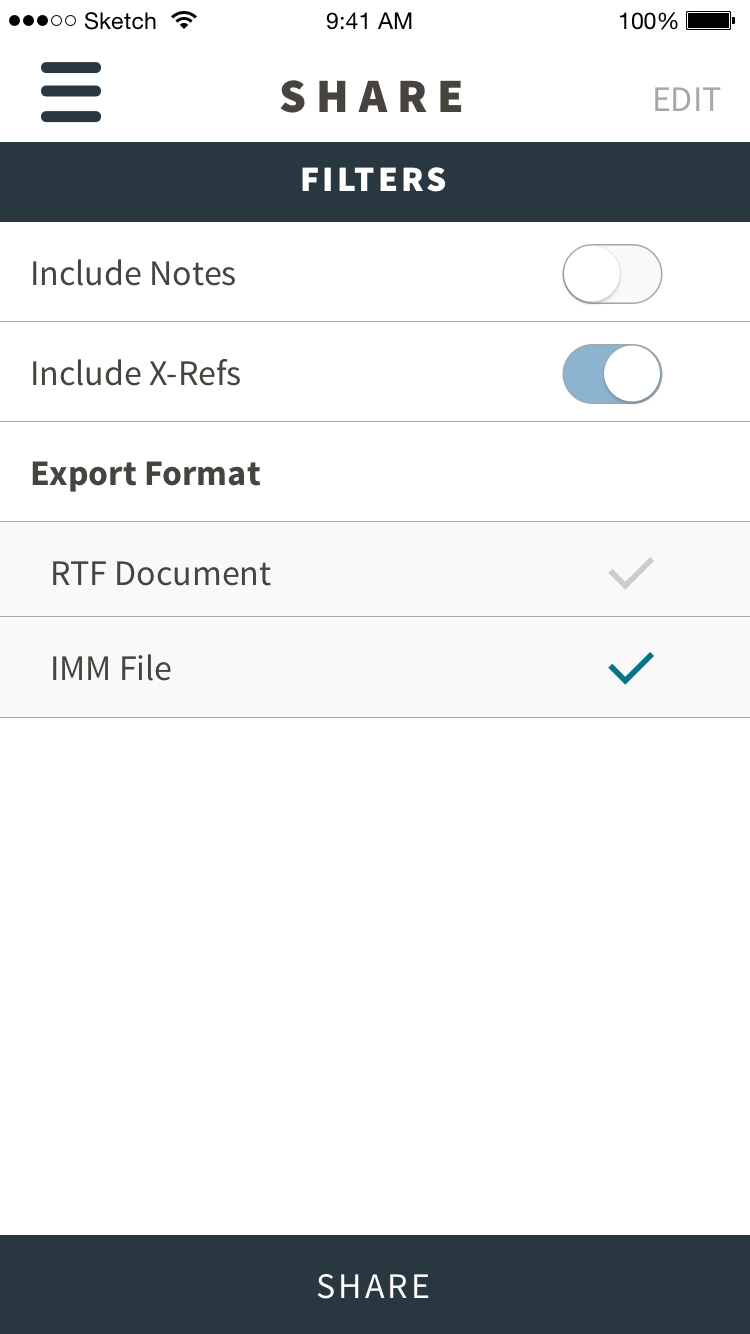 Sketch 9:41 AM 100%
SHARE EDIT
FILTERS
Include Notes
Include X-Refs
Export Format
RTF Document
IMM File
SHARE